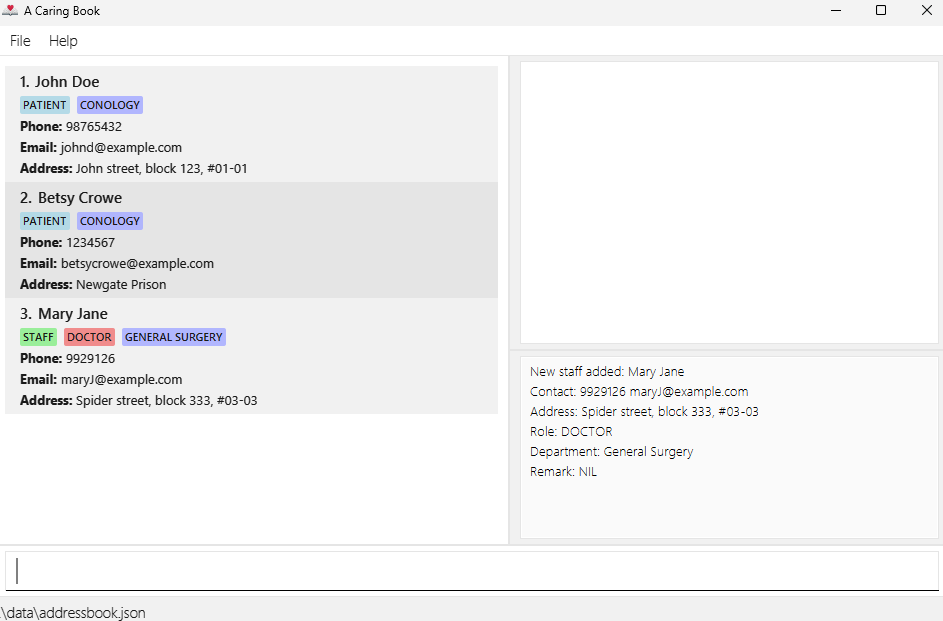 A Caring Book
File Help
1. John Doe
PATIENT CONOLOGY
Phone: 98765432
Email: johnd@example.com
Address: John street, block 123, #01-01
2. Betsy Crowe
PATIENT CONOLOGY
Phone: 1234567
Email: betsycrowe@example.com
Address: Newgate Prison
3. Mary Jane
STAFF DOCTOR GENERAL SURGERY
Phone: 9929126
Email: maryJ@example.com
Address: Spider street, block 333, #03-03
New staff added: Mary Jane
Contact: 9929126 maryJ@example.com
Address: Spider street, block 333, #03-03
Role: DOCTOR
Department: General Surgery
Remark: NIL
\data\addressbook.json